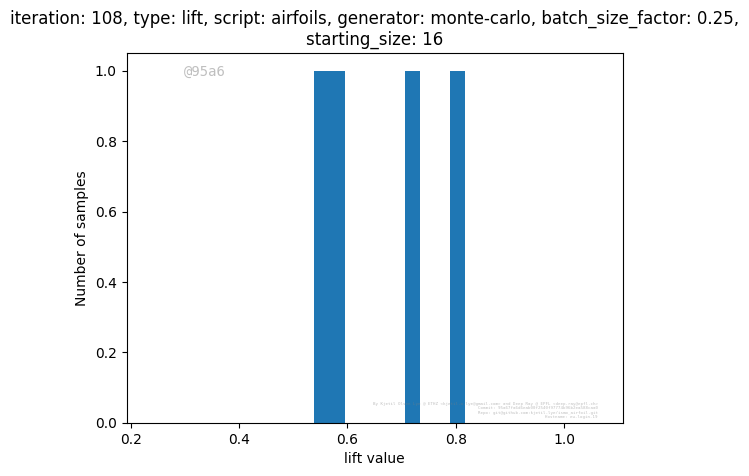 iteration: 108, type: lift, script: airfoils, generator: monte-carlo, batch_size_factor: 0.25,
starting_size: 16
@95a6
1.0
0.8
0.6
0.4
0.2
0.0
Number of samples
0.2 0.4 0.6 0.8 1.0
lift value